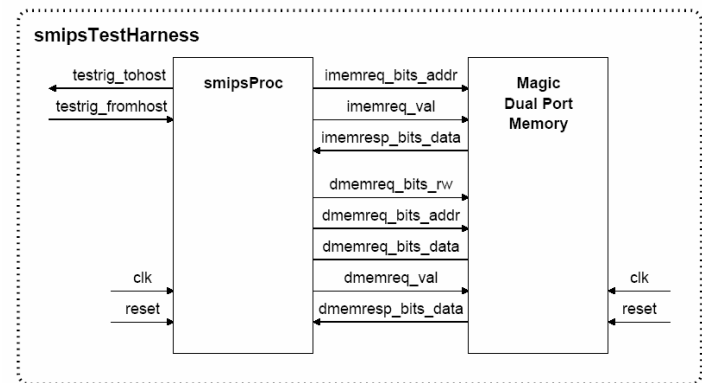 smipsTestHarness
testrig_tohost
testrig_fromhost
clk
reset
smipsProc
imemreq_bits_addr
imemreq_val
imemresp_bits_data
dmemreq_bits_rw
dmemreq_bits_addr
dmemreq_bits_data
dmemreq_val
dmemresp_bits_data
Magic
Dual Port
Memory
clk
reset